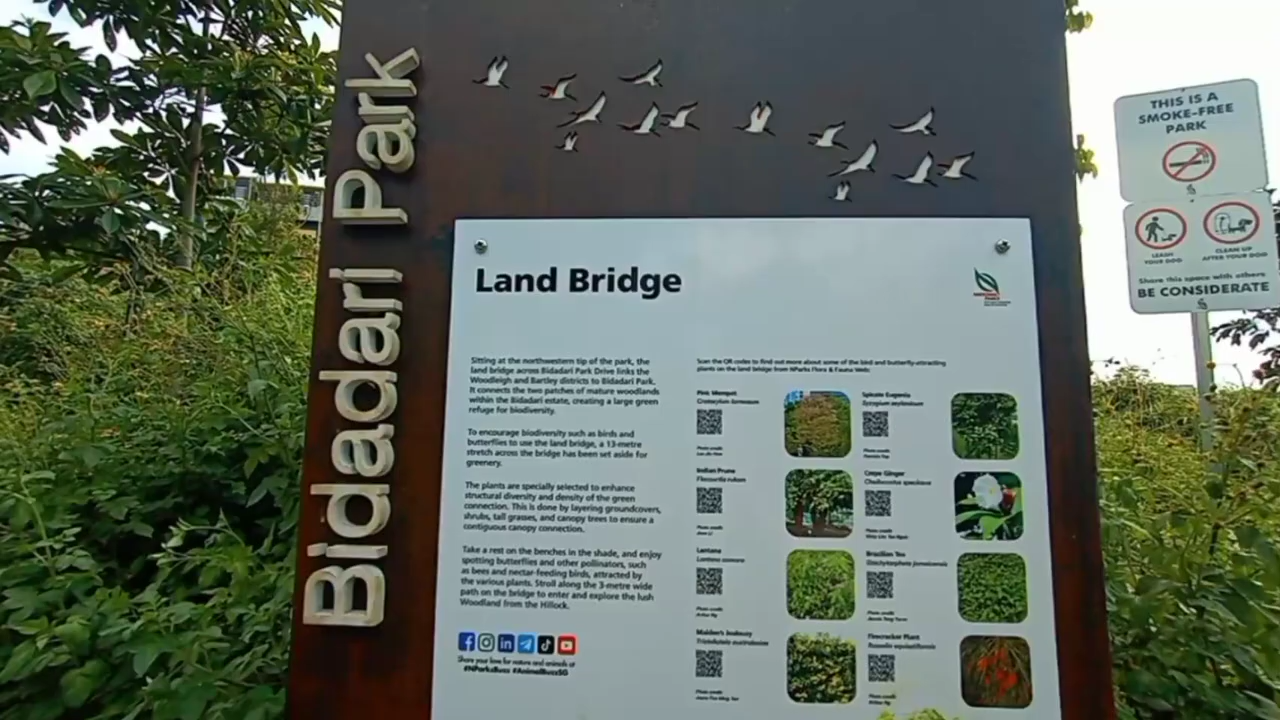 Bidadari Park
THIS IS A
SMOKE-FREE
PARK
LEASH
YOUR DOG
CLEAN UP
AFTER YOUR DOG
Share this space with others
BE CONSIDERATE
Land Bridge
Sitting at the northwestern tip of the park, the
land bridge across Bidadari Park Drive links the
Woodleigh and Bartley districts to Bidadari Park.
It connects the two patches of mature woodlands
within the Bidadari estate, creating a large green
refuge for biodiversity.
To encourage biodiversity such as birds and
butterflies to use the land bridge, a 13-metre
stretch across the bridge has been set aside for
greenery.
The plants are specially selected to enhance
structural diversity and density of the green
connection. This is done by layering groundcovers,
shrubs, tall grasses, and canopy trees to ensure a
contiguous canopy connection.
Take a rest on the benches in the shade, and enjoy
spotting butterflies and other pollinators, such
as bees and nectar-feeding birds, attracted by
the various plants. Stroll along the 3-metre wide
path on the bridge to enter and explore the lush
Woodland from the Hillock.
Share your love for nature and animals at
#NParksBuzz #AnimalBuzzSG
Scan the QR codes to find out more about some of the bird and butterfly-attracting
plants on the land bridge from NParks Flora & Fauna Web:
Pink Mempat
Spicate Eugenia
Indian Prune
Flacourtia rukam
Crepe Ginger
Lantana
Lantana camara
Brazilian Tea
Stachytarpheta jamaicensis
Maiden's Jealousy
Tristellateia australasiae
Firecracker Plant
Russelia equisetiformis